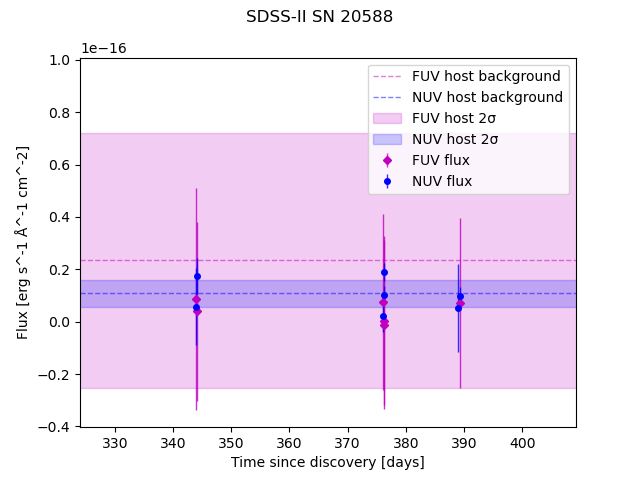 SDSS-II SN 20588
1e−16
1.0
0.8
0.6
0.4
0.2
0.0
−0.2
−0.4
Flux [erg s^-1 Å^-1 cm^-2]
FUV host background
NUV host background
FUV host 2σ
NUV host 2σ
FUV flux
NUV flux
330 340 350 360 370 380 390 400
Time since discovery [days]